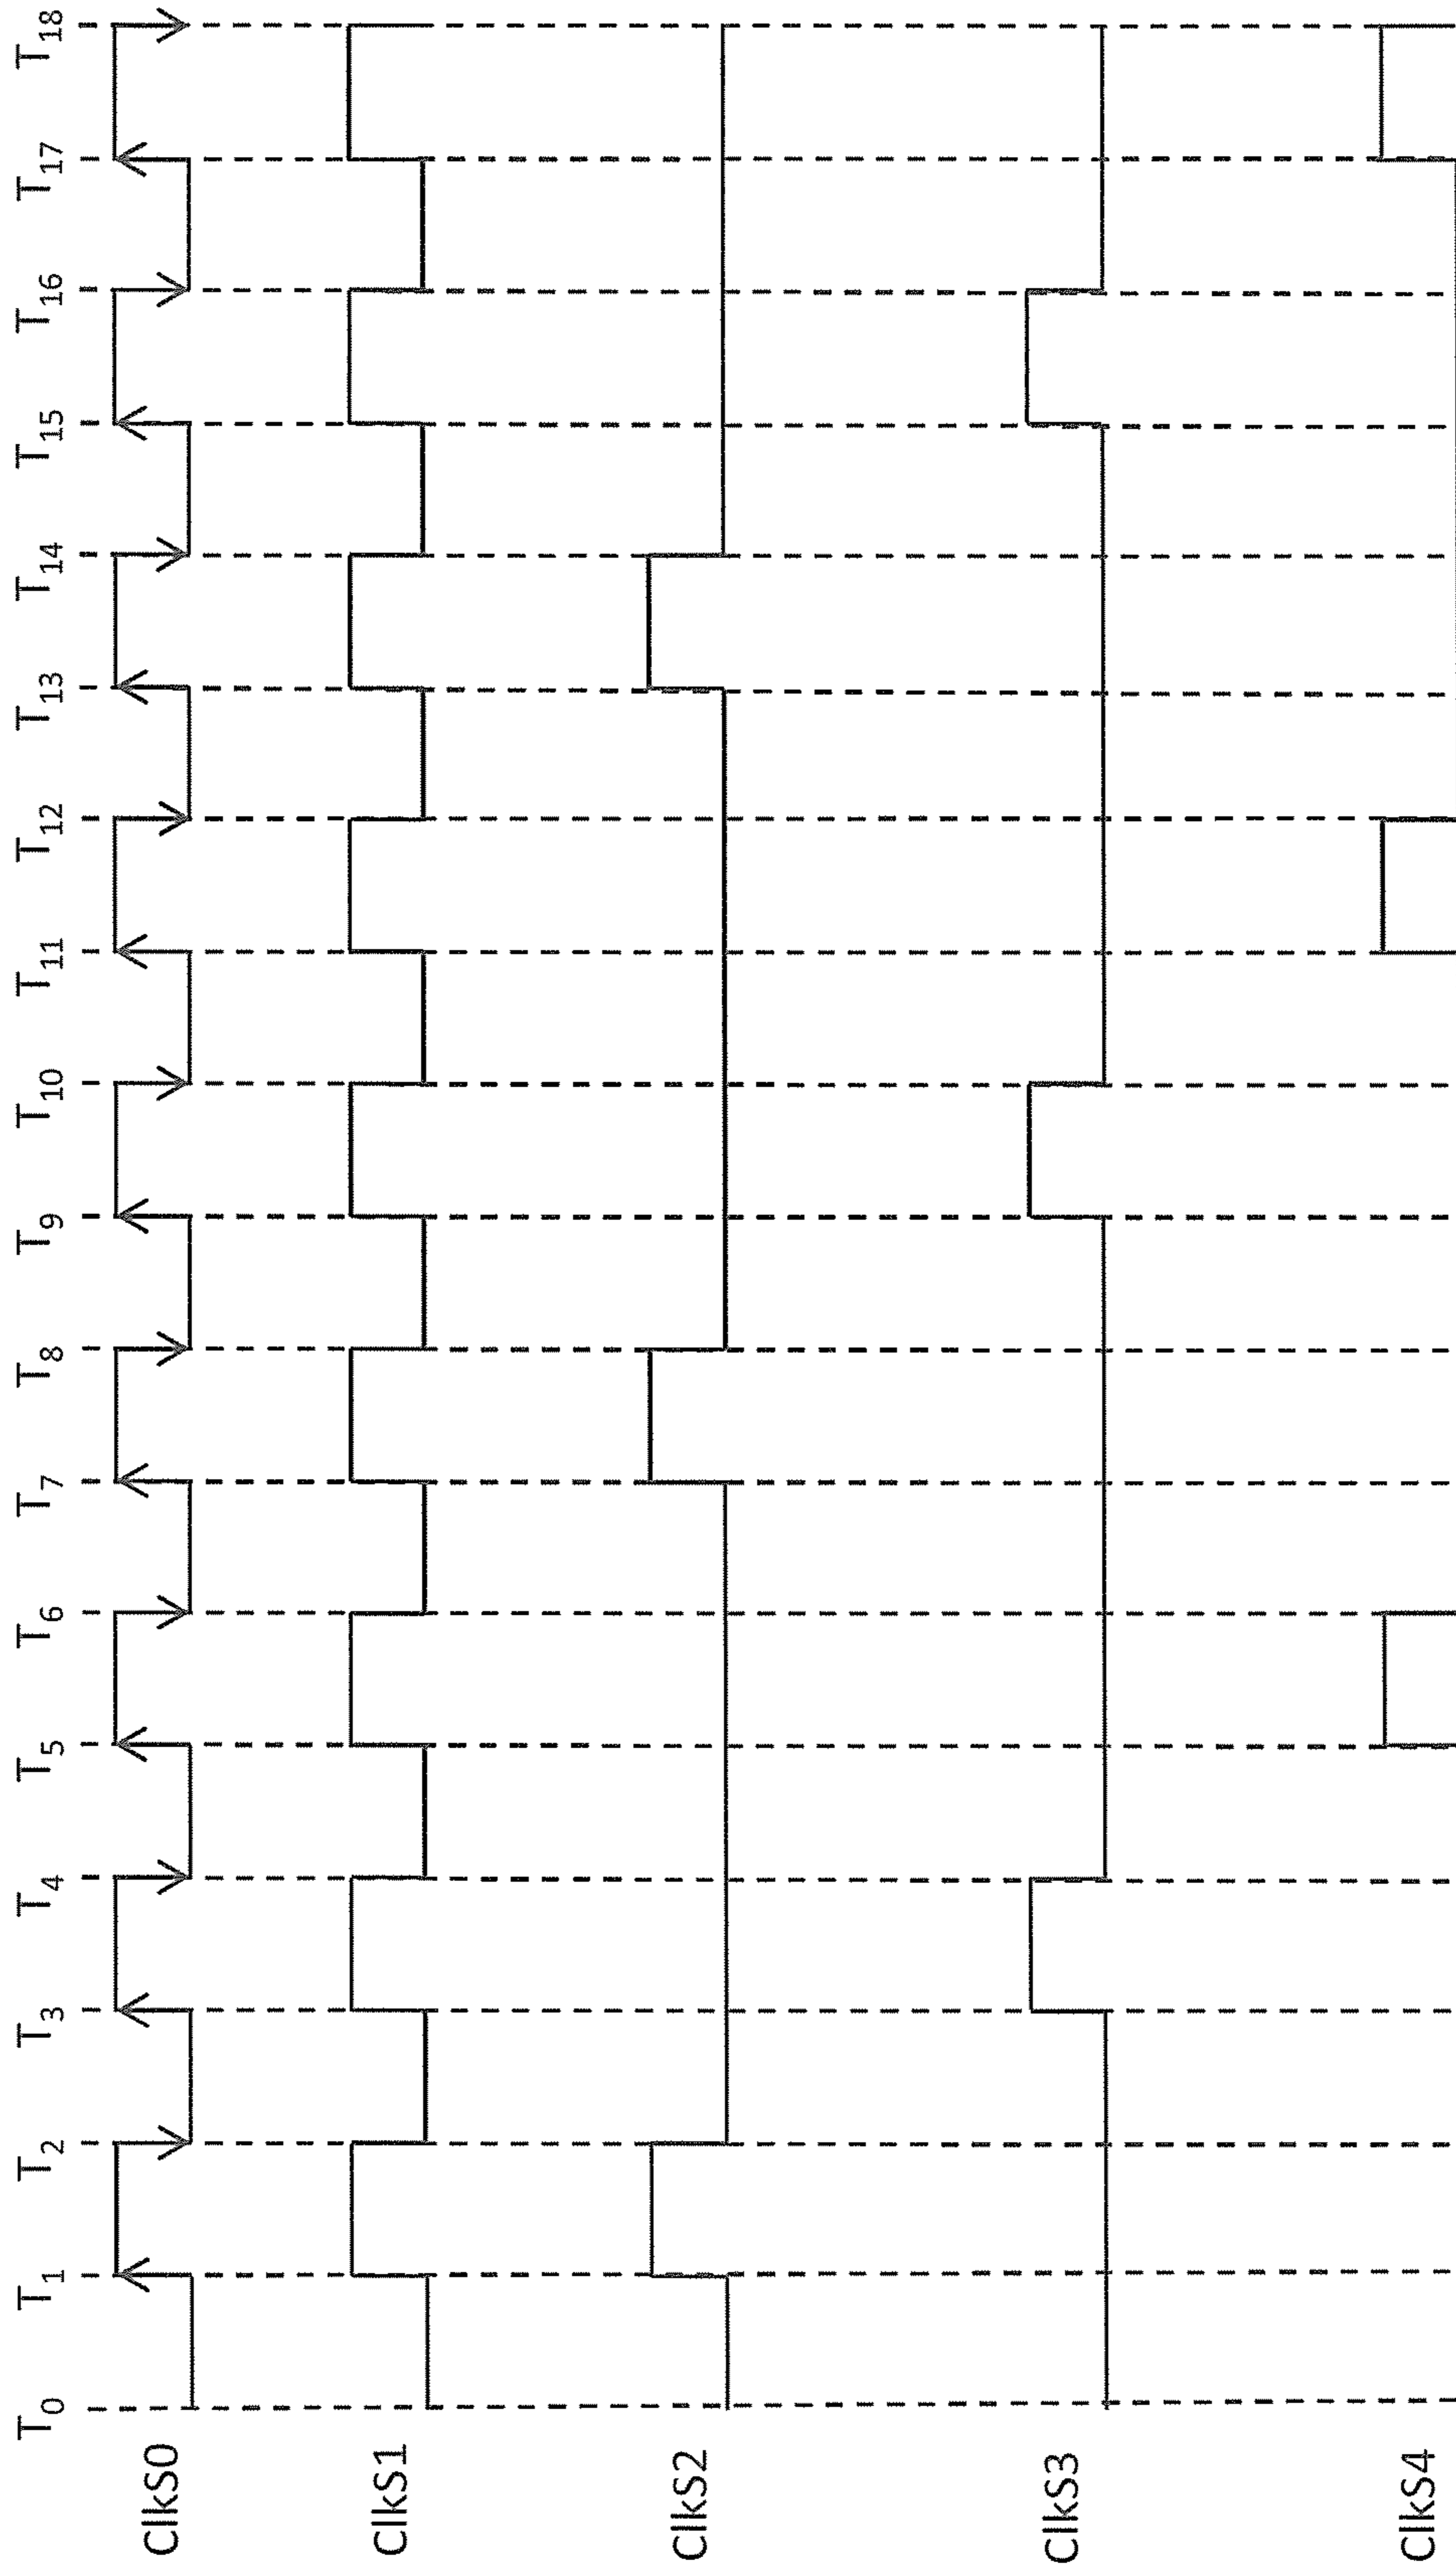 T0 T1 T2 T3 T4 T5 T6 T7 T8 T9 T10 T11 T12 T13 T14 T15 T16 T17 T18
ClkS0
ClkS1
ClkS2
ClkS3
ClkS4